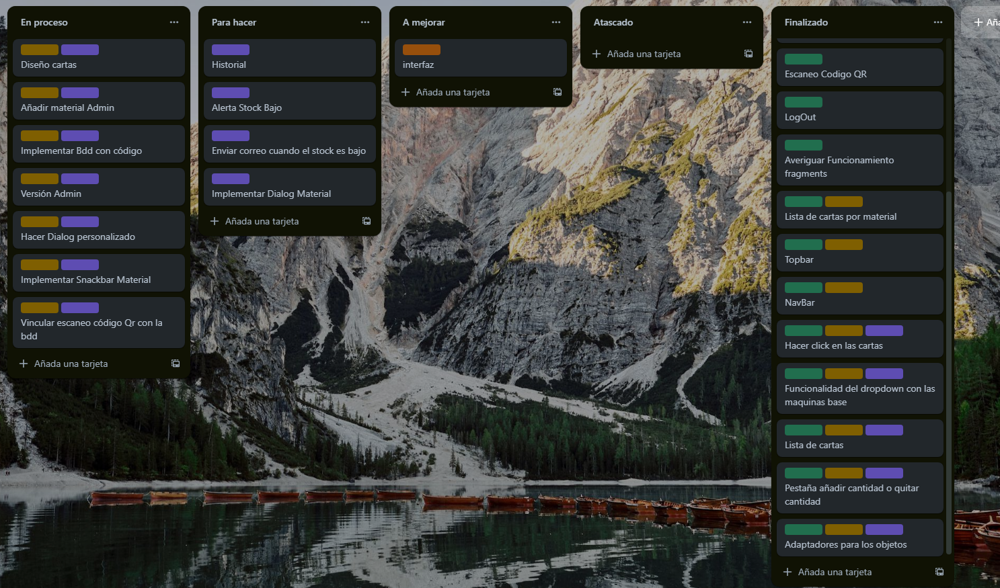 En proceso
Diseño cartas
Añadir material Admin
Implementar Bdd con código
Versión Admin
Hacer Dialog personalizado
Implementar Snackbar Material
Vincular escaneo código Qr con la
bdd
Añada una tarjeta
Para hacer
Historial
Alerta Stock Bajo
Enviar correo cuando el stock es bajo
Implementar Dialog Material
Añada una tarjeta
A mejorar
interfaz
Añada una tarjeta
Atascado
Añada una tarjeta
Finalizado
Escaneo Codigo QR
LogOut
Averiguar Funcionamiento
fragments
Lista de cartas por material
Topbar
NavBar
Hacer click en las cartas
Funcionalidad del dropdown con las
maquinas base
Lista de cartas
Pestaña añadir cantidad o quitar
cantidad
Adaptadores para los objetos
Añada una tarjeta